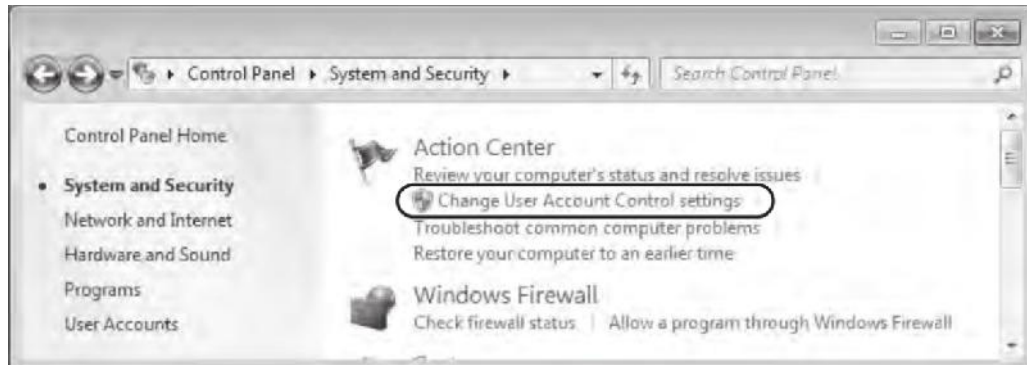 Control Panel ▸ System and Security ▸
Search Control Panel
Control Panel Home
• System and Security
Network and Internet
Hardware and Sound
Programs
User Accounts
Action Center
Review your computer's status and resolve issues
Change User Account Control settings
Troubleshoot common computer problems
Restore your computer to an earlier time
Windows Firewall
Check firewall status | Allow a program through Windows Firewall